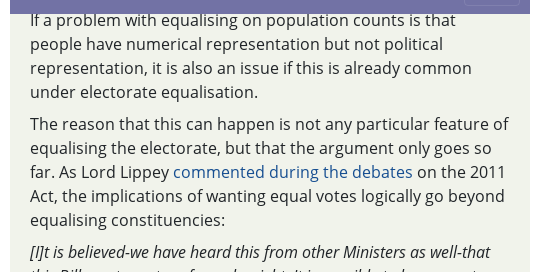 If a problem with equalising on population counts is that
people have numerical representation but not political
representation, it is also an issue if this is already common
under electorate equalisation.
The reason that this can happen is not any particular feature of
equalising the electorate, but that the argument only goes so
far. As Lord Lippey commented during the debates on the 2011
Act, the implications of wanting equal votes logically go beyond
equalising constituencies:
[I]t is believed-we have heard this from other Ministers as well-that